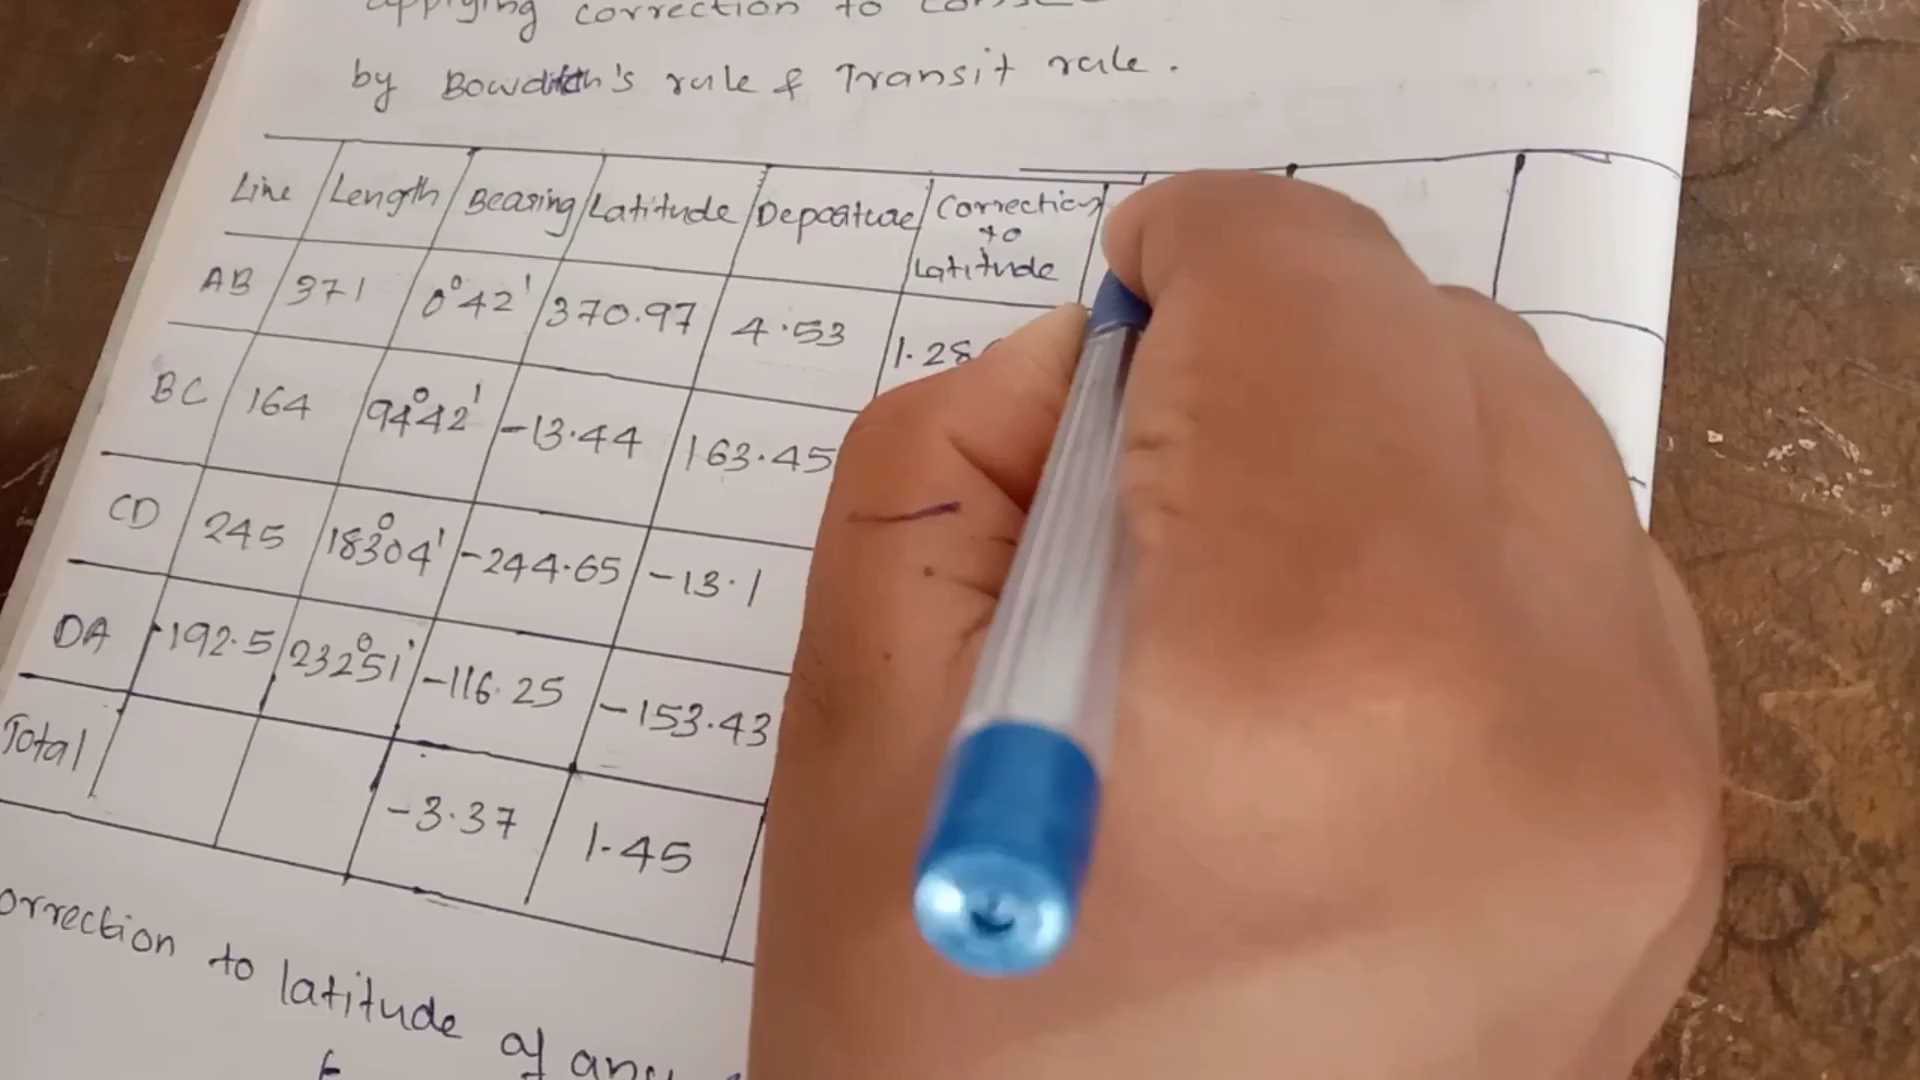 applying correction to
by Bowditch's rule & Transit rule.
Line Length Bearing Latitude Departure Correction to Latitude
AB 371 0°42' 370.97 4.53 1.28
BC 164 94°42' -13.44 163.45
CD 245 183°04' -244.65 -13.1
DA 192.5 232°51' -116.25 -153.43
Total -3.37 1.45
orrection to latitude of any